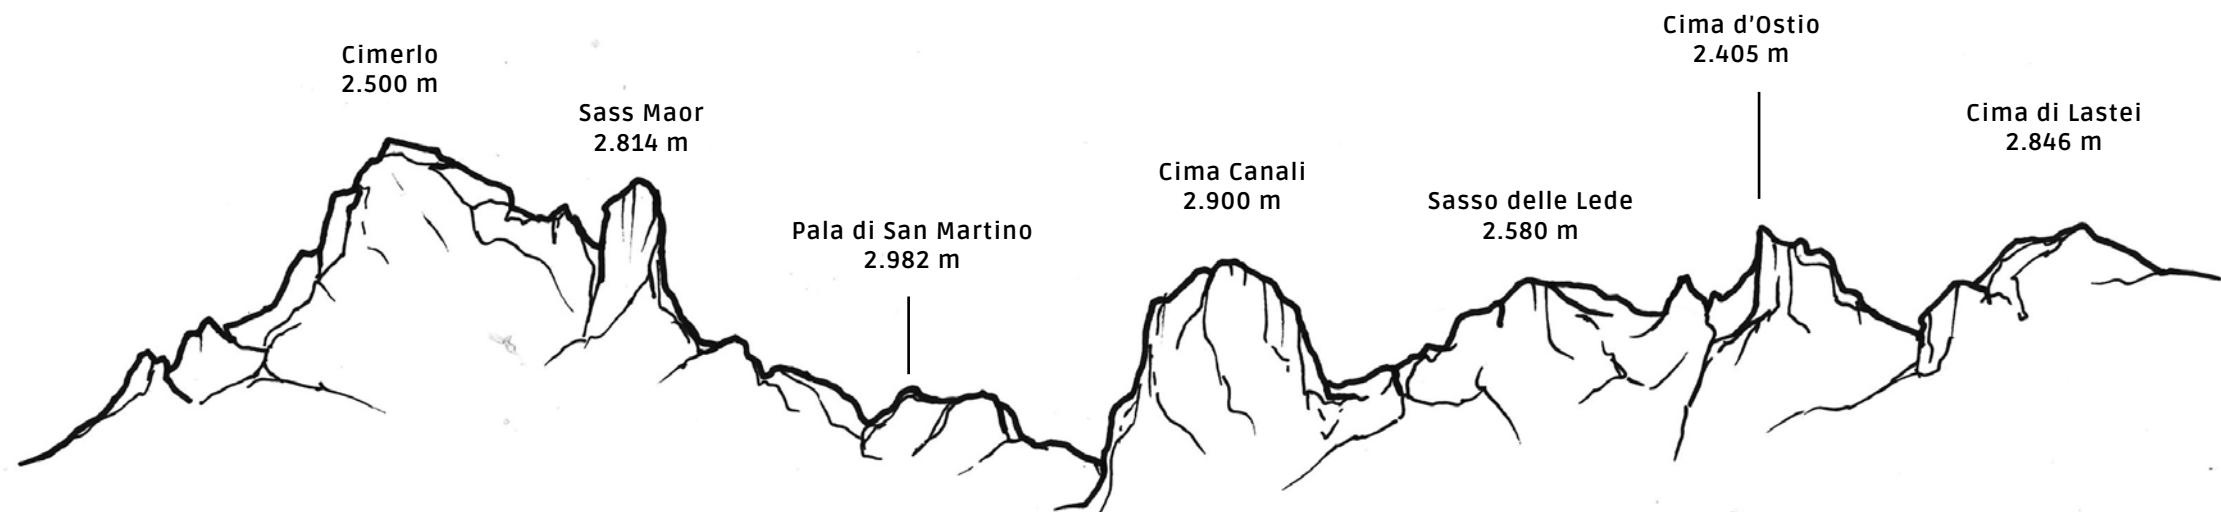 Cimerlo
2.500 m
Sass Maor
2.814 m
Pala di San Martino
2.982 m
Cima Canali
2.900 m
Sasso delle Lede
2.580 m
Cima d'Ostio
2.405 m
Cima di Lastei
2.846 m